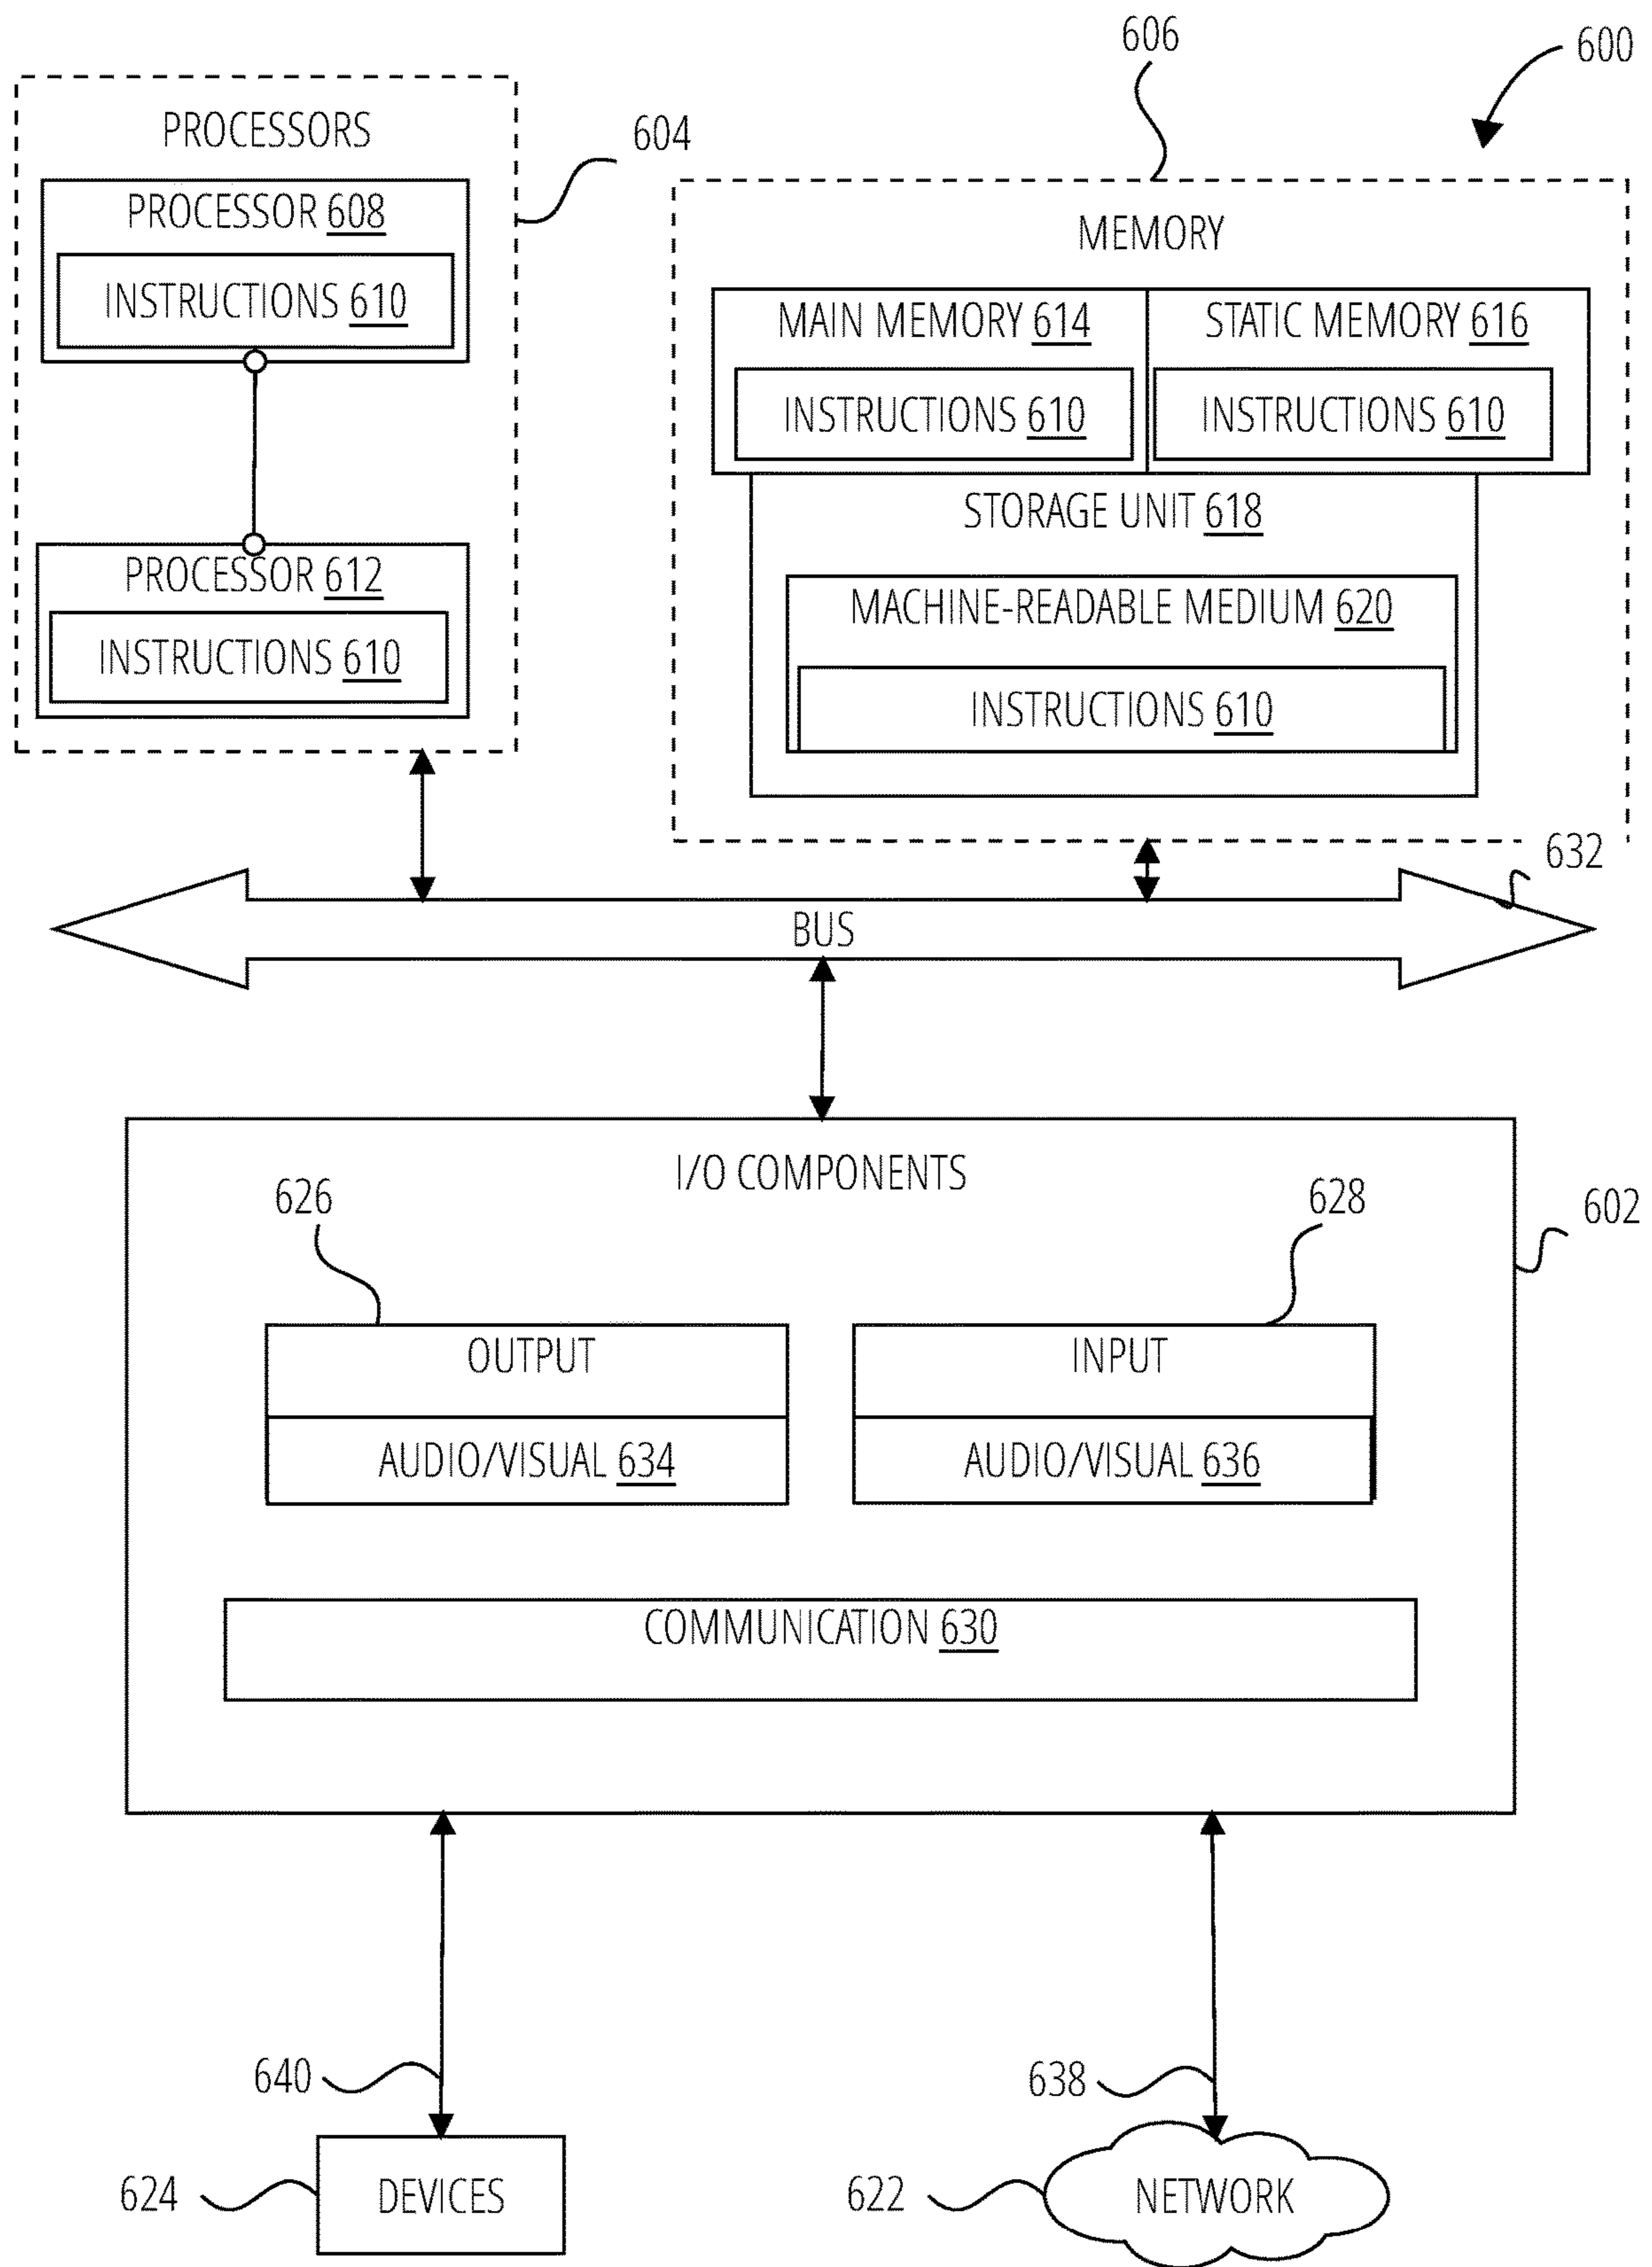 606
600
PROCESSORS
604
PROCESSOR 608
INSTRUCTIONS 610
MEMORY
MAIN MEMORY 614
STATIC MEMORY 616
INSTRUCTIONS 610
INSTRUCTIONS 610
STORAGE UNIT 618
PROCESSOR 612
INSTRUCTIONS 610
MACHINE-READABLE MEDIUM 620
INSTRUCTIONS 610
632
BUS
I/O COMPONENTS
626
628
602
OUTPUT
INPUT
AUDIO/VISUAL 634
AUDIO/VISUAL 636
COMMUNICATION 630
640
638
624
DEVICES
622
NETWORK